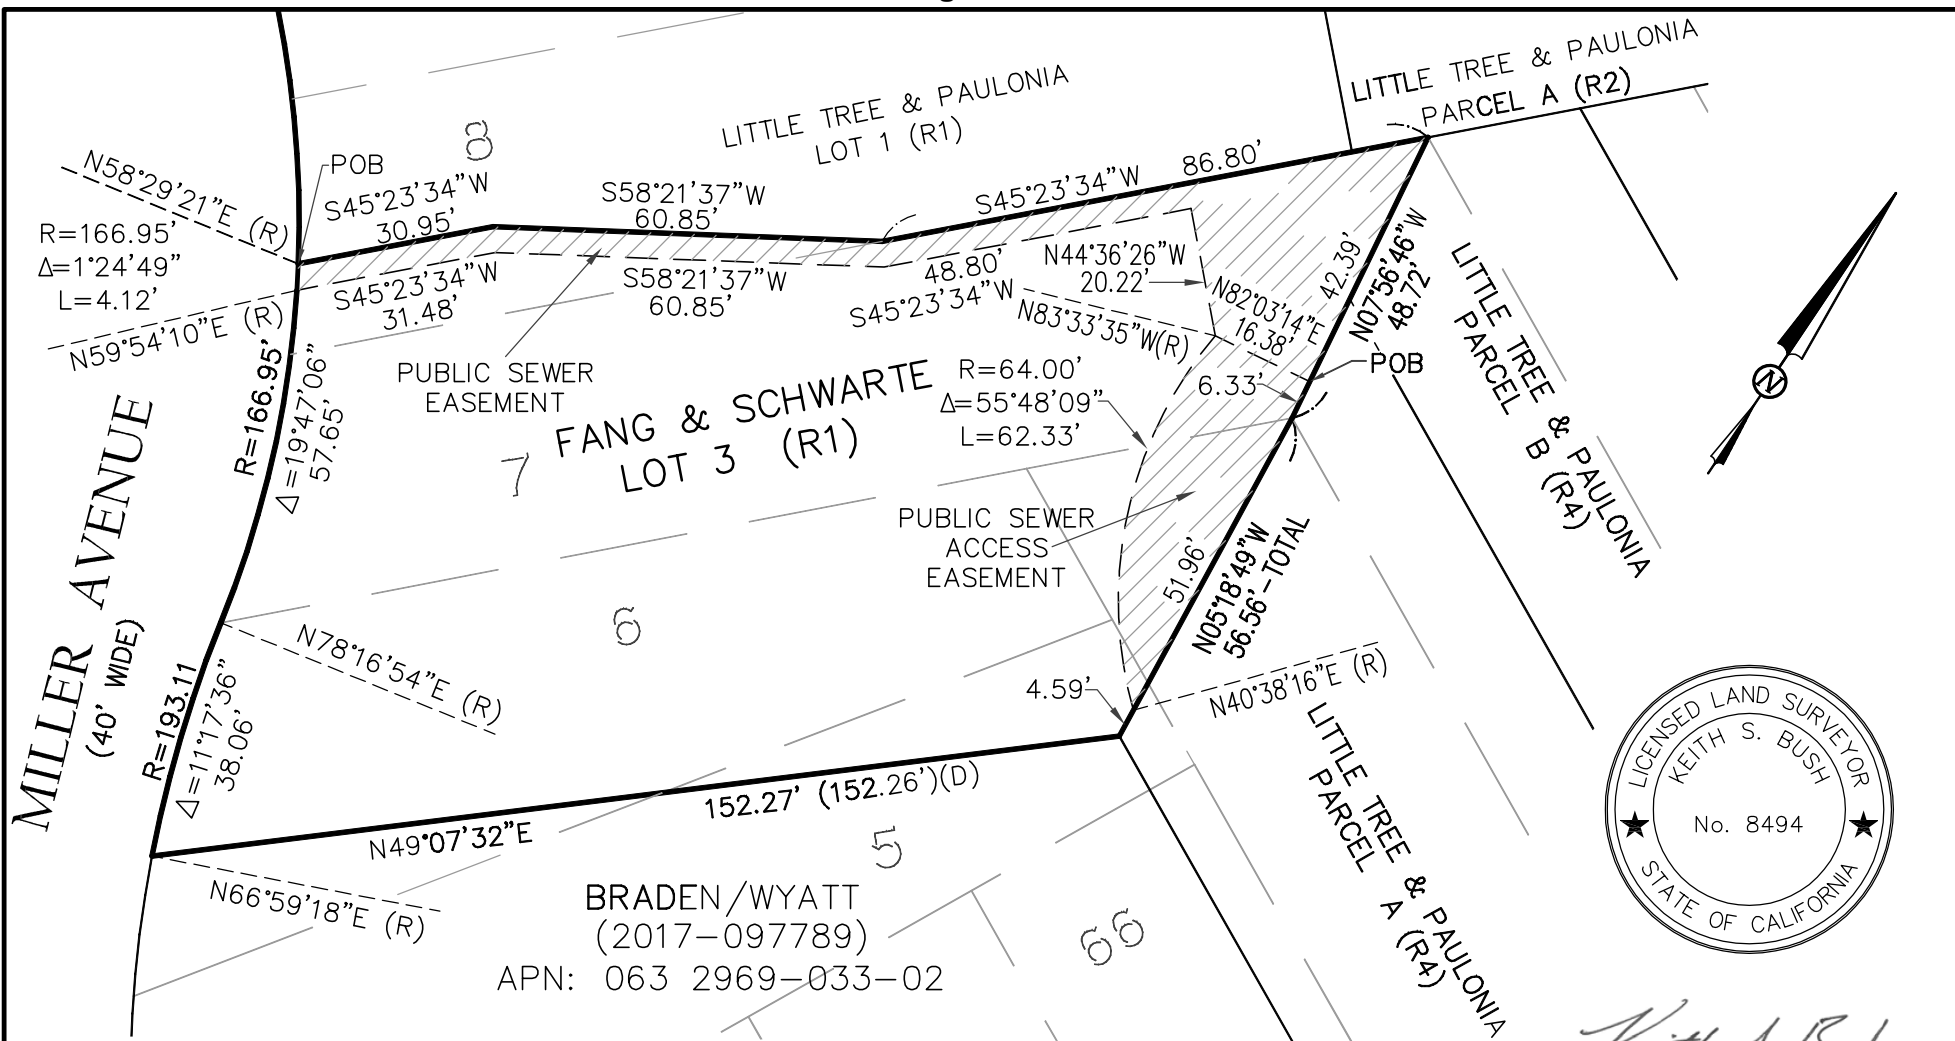 LITTLE TREE & PAULONIA
PARCEL A (R2)
LITTLE TREE & PAULONIA
LOT 1 (R1)
8
POB
N58°29'21"E (R)
R=166.95'
Δ=1°24'49"
L=4.12'
N59°54'10"E (R)
S45°23'34"W
30.95'
S58°21'37"W
60.85'
S45°23'34"W
86.80'
S45°23'34"W
31.48'
S58°21'37"W
60.85'
48.80'
S45°23'34"W
N44°36'26"W
20.22'
N82°03'14"E
16.38'
42.39'
N07°56'46"W
48.72'
N83°33'35"W(R)
POB
6.33'
R=64.00'
Δ=55°48'09"
L=62.33'
PUBLIC SEWER
EASEMENT
FANG & SCHWARTE
LOT 3 (R1)
7
R=166.95'
Δ=19°47'06"
57.65'
MILLER AVENUE
(40' WIDE)
PUBLIC SEWER
ACCESS
EASEMENT
51.96'
N05°18'49"W
56.56'-TOTAL
LITTLE TREE & PAULONIA
PARCEL B (R4)
N
6
N78°16'54"E (R)
R=193.11
Δ=11°17'36"
38.06'
4.59'
N40°38'16"E (R)
LITTLE TREE & PAULONIA
PARCEL A (R4)
152.27' (152.26')(D)
N49°07'32"E
N66°59'18"E (R)
5
BRADEN/WYATT
(2017-097789)
APN: 063 2969-033-02
66
LICENSED LAND SURVEYOR
KEITH S. BUSH
No. 8494
STATE OF CALIFORNIA